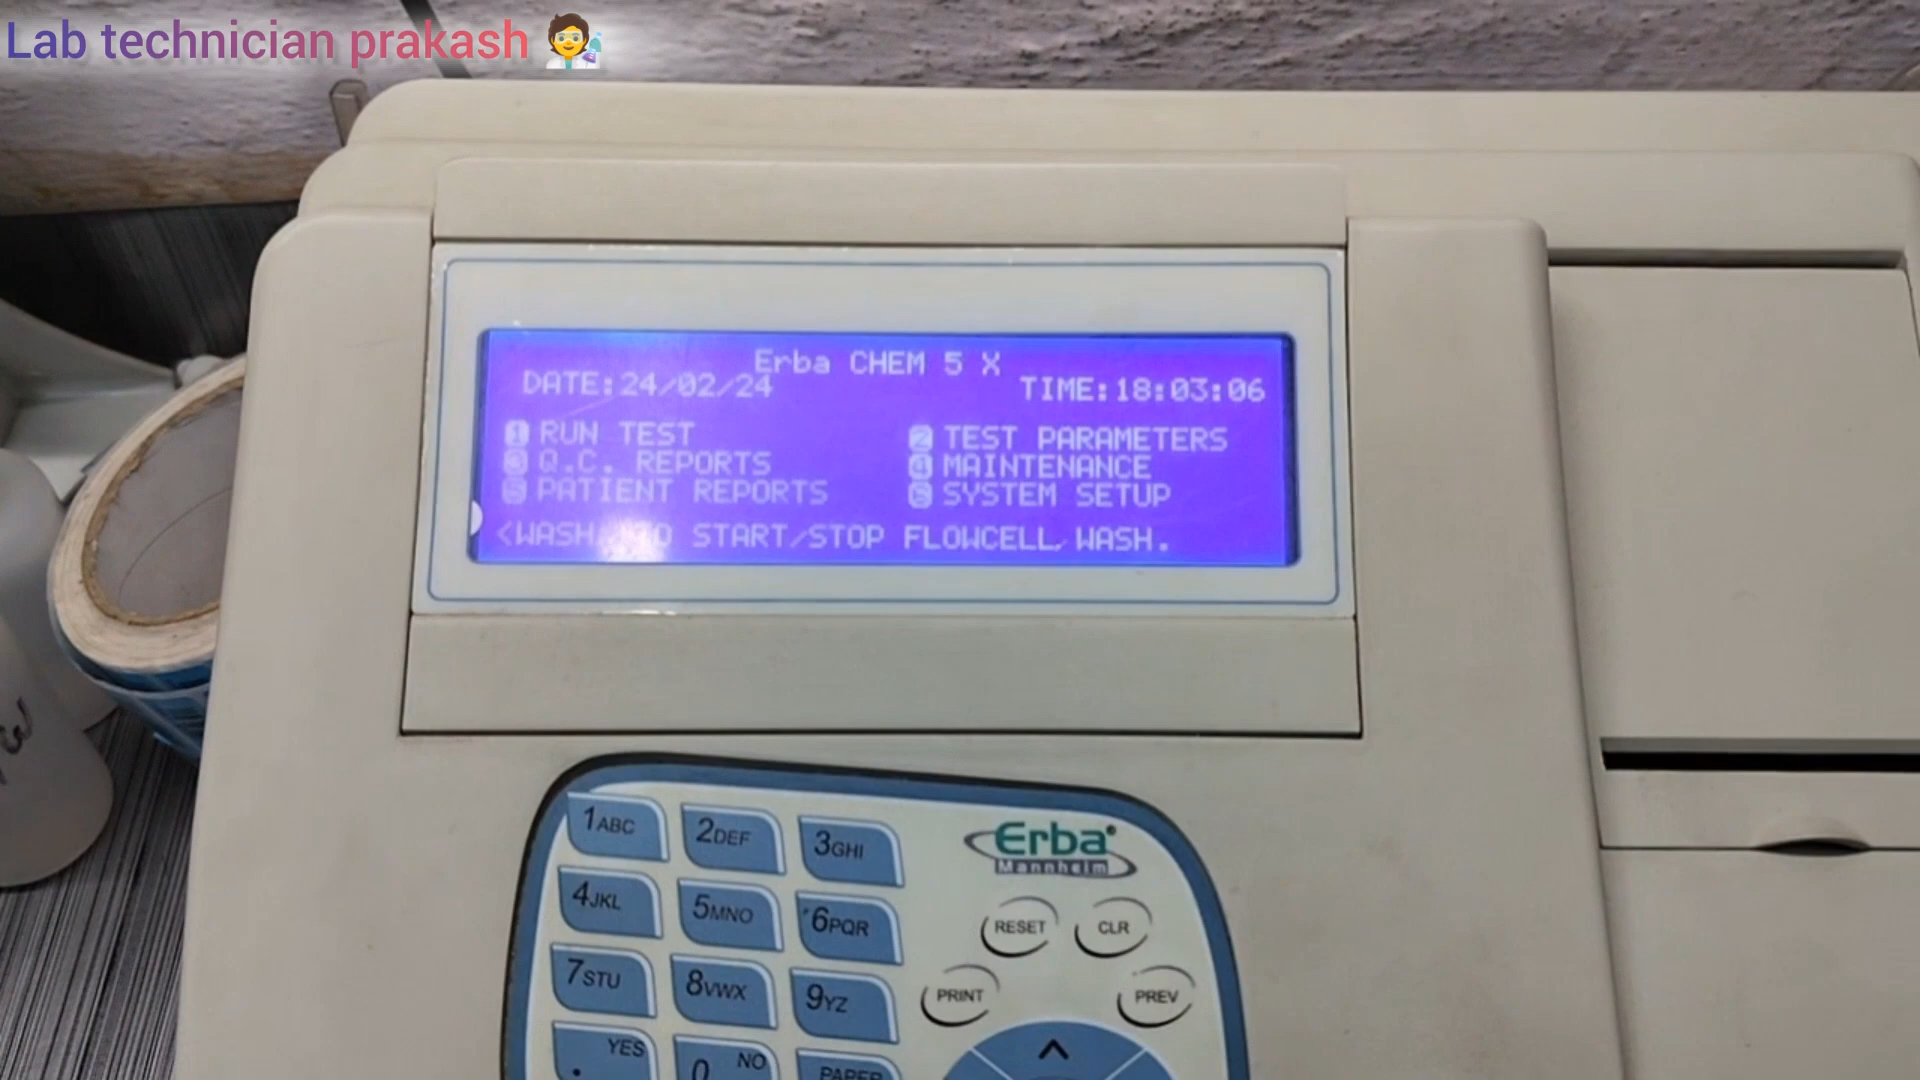 Lab technician prakash
Erba CHEM 5 X
DATE:24/02/24 TIME:18:03:06
1 RUN TEST 2 TEST PARAMETERS
3 Q.C. REPORTS 4 MAINTENANCE
5 PATIENT REPORTS 6 SYSTEM SETUP
<WASH> TO START/STOP FLOWCELL WASH.
1ABC 2DEF 3GHI
Erba
Mannheim
4JKL 5MNO 6PQR
RESET CLR
7STU 8VWX 9YZ
PRINT PREV
. YES 0 NO PAPER